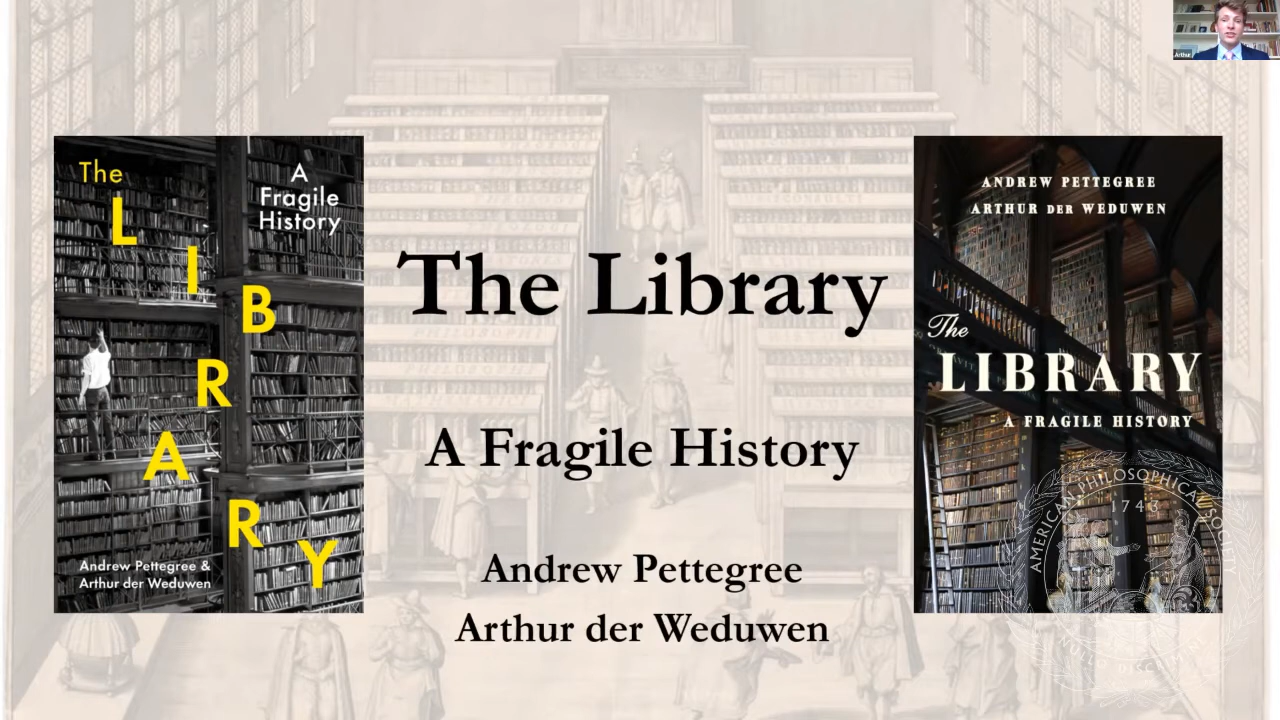 Arthur
The
L
I
B
R
A
R
Y
A
Fragile
History
Andrew Pettegree &
Arthur der Weduwen
The Library
A Fragile History
Andrew Pettegree
Arthur der Weduwen
ANDREW PETTEGREE
ARTHUR DER WEDUWEN
The
LIBRARY
A FRAGILE HISTORY
AMERICAN PHILOSOPHICAL SOCIETY
1743